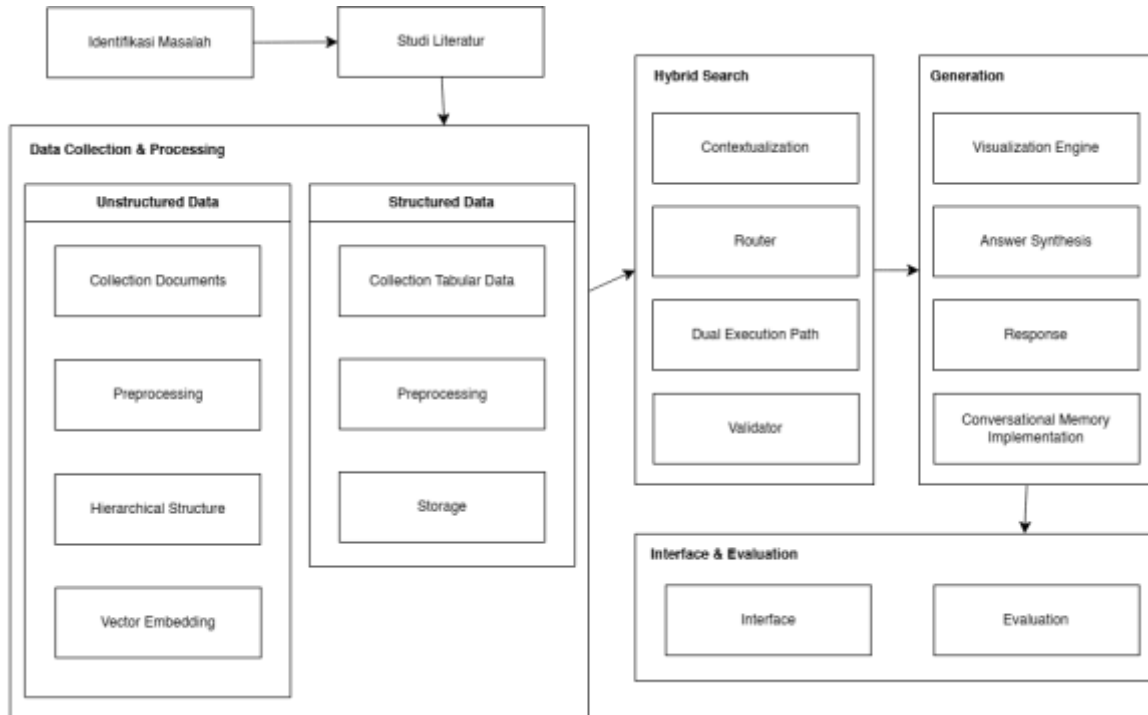 Identifikasi Masalah
Studi Literatur
Data Collection & Processing
Unstructured Data
Collection Documents
Preprocessing
Hierarchical Structure
Vector Embedding
Structured Data
Collection Tabular Data
Preprocessing
Storage
Hybrid Search
Contextualization
Router
Dual Execution Path
Validator
Generation
Visualization Engine
Answer Synthesis
Response
Conversational Memory
Implementation
Interface & Evaluation
Interface
Evaluation